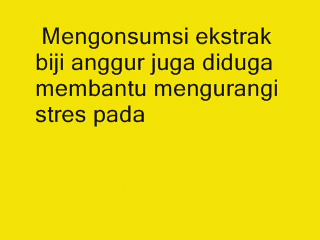 Mengonsumsi ekstrak
biji anggur juga diduga
membantu mengurangi
stres pada